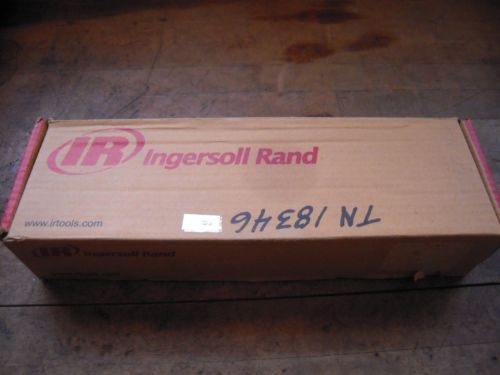 IR Ingersoll Rand
www.irtools.com
TN 18346
IR Ingersoll Rand